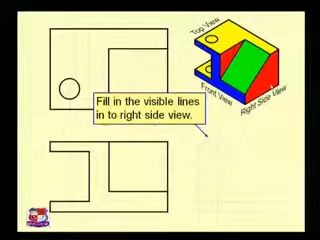 Top View
Front View
Right Side View
Fill in the visible lines
in to right side view.